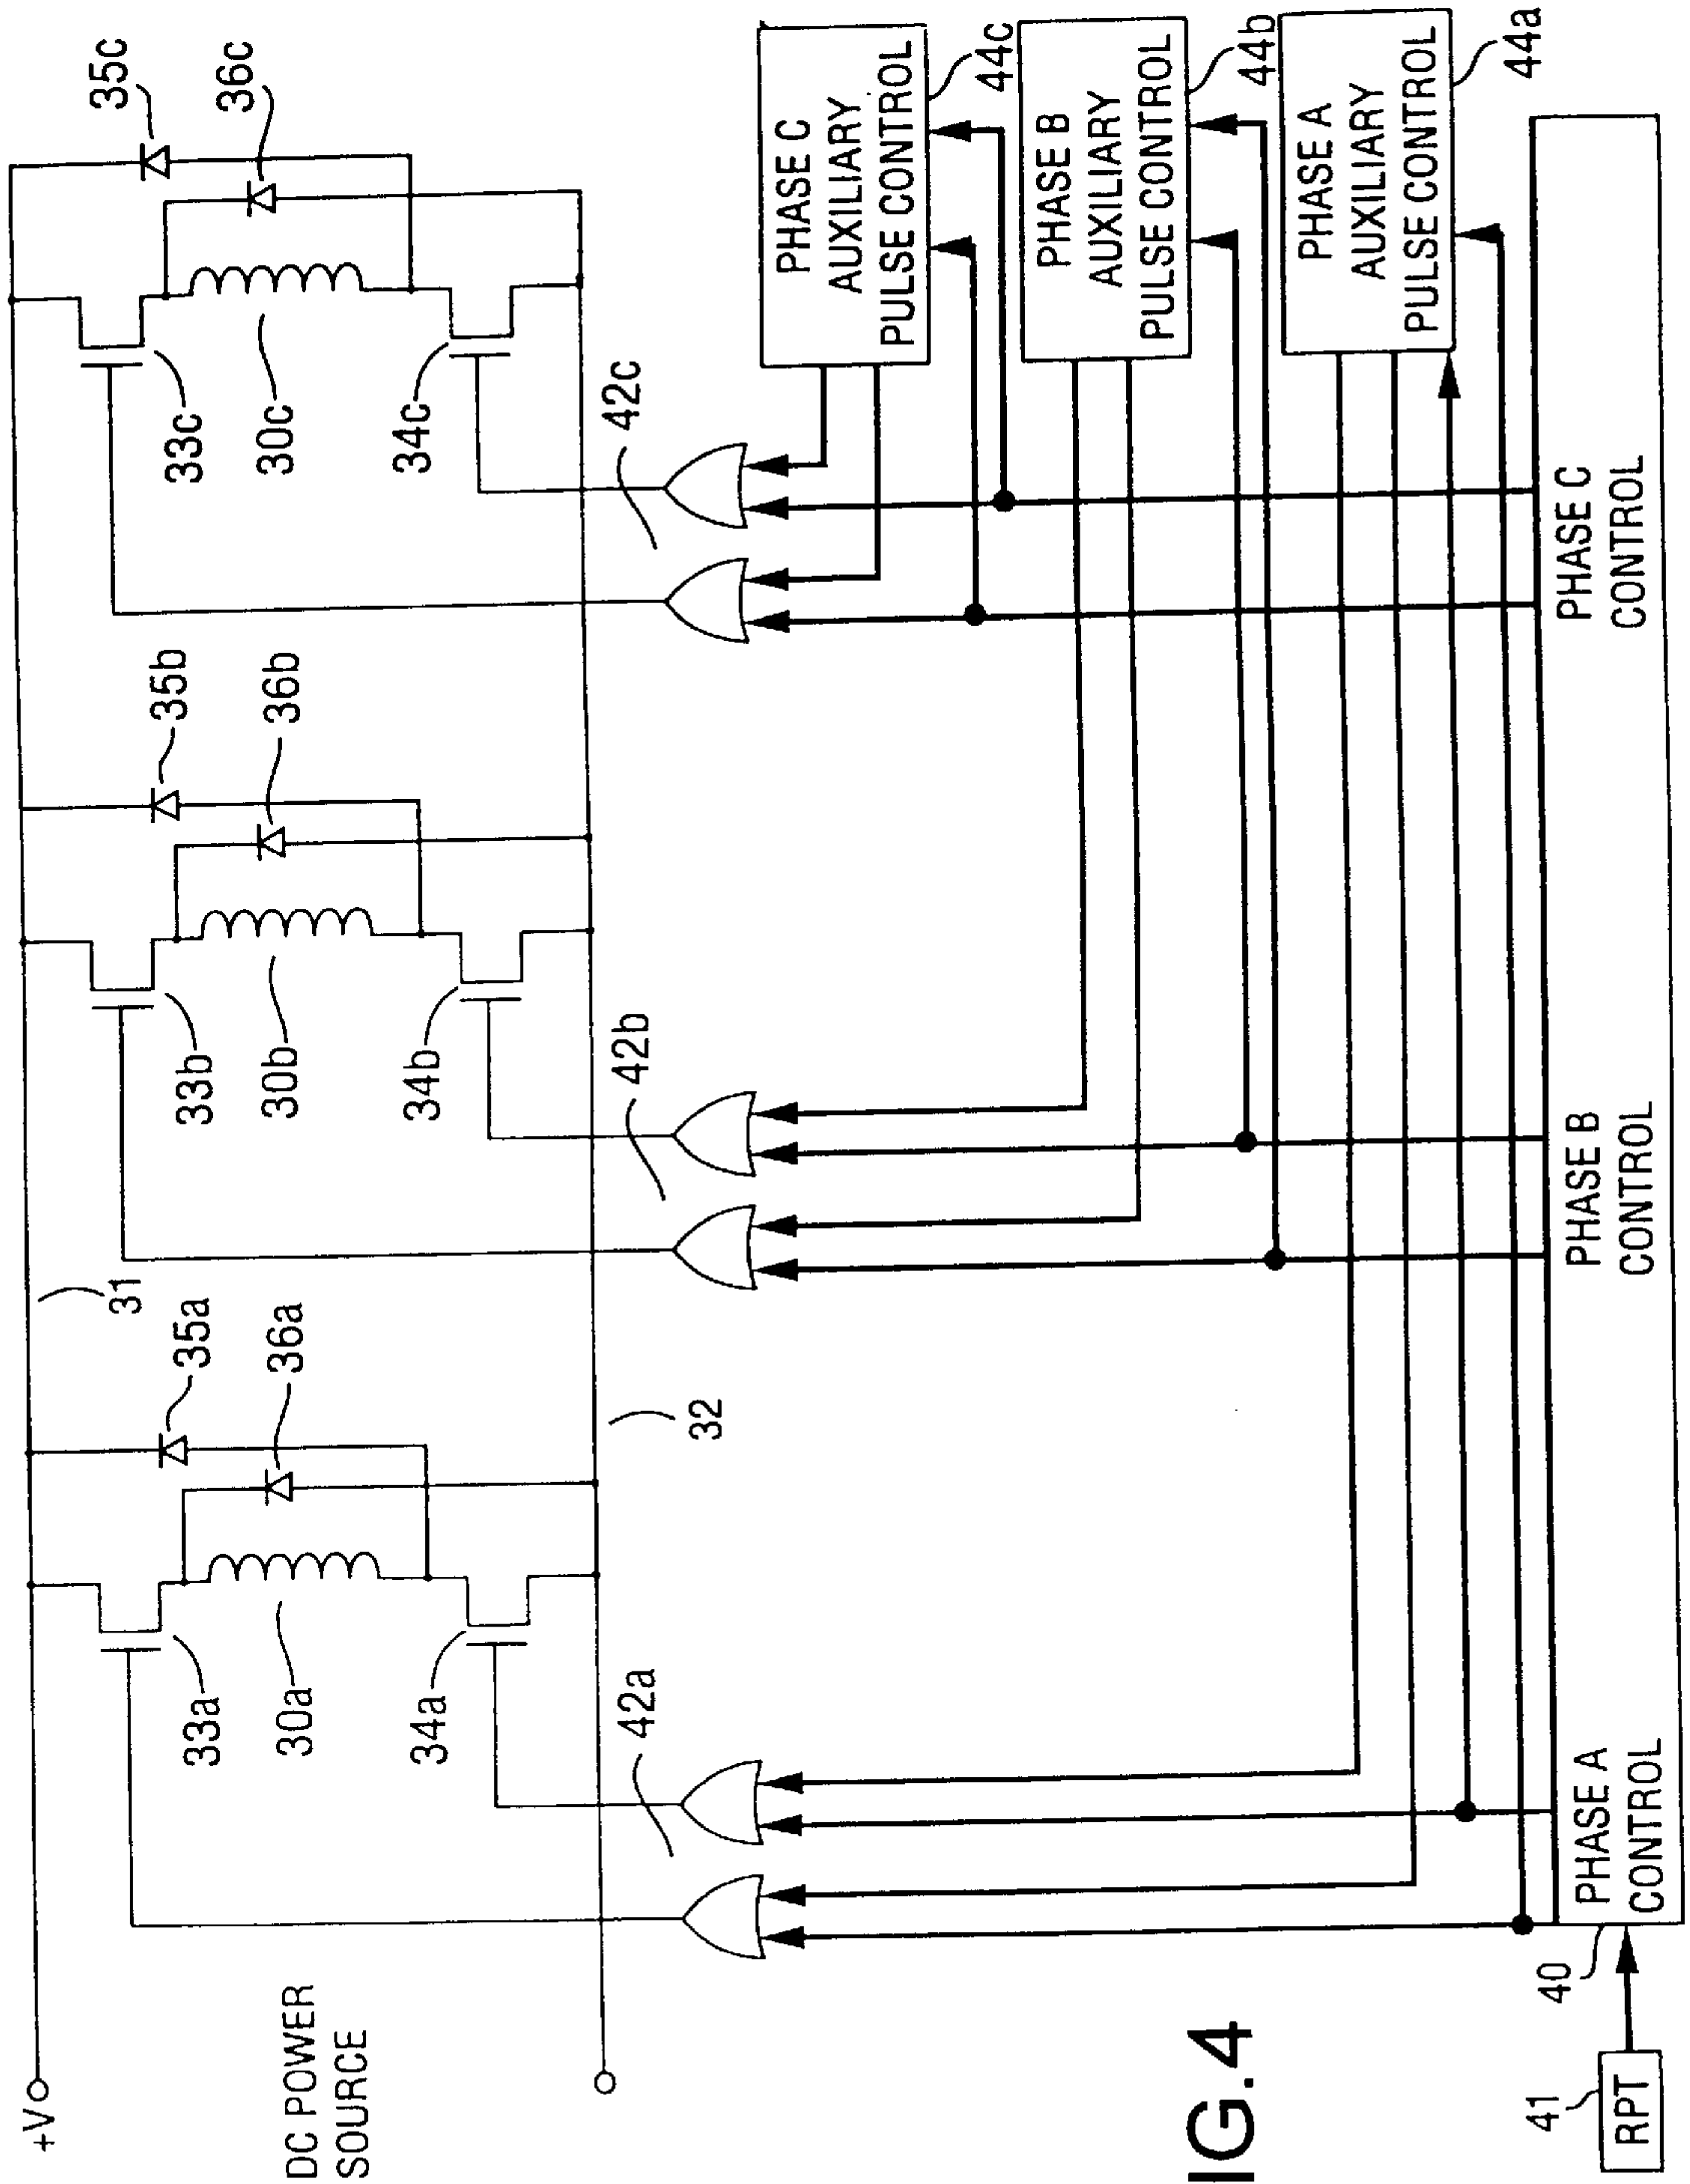 +V
DC POWER
SOURCE
31
32
33a
30a
34a
35a
36a
42a
33b
30b
34b
35b
36b
42b
33c
30c
34c
35c
36c
42c
PHASE C
AUXILIARY
PULSE CONTROL
44c
PHASE B
AUXILIARY
PULSE CONTROL
44b
PHASE A
AUXILIARY
PULSE CONTROL
44a
PHASE A
CONTROL
PHASE B
CONTROL
PHASE C
CONTROL
40
41
RPT
IG.4